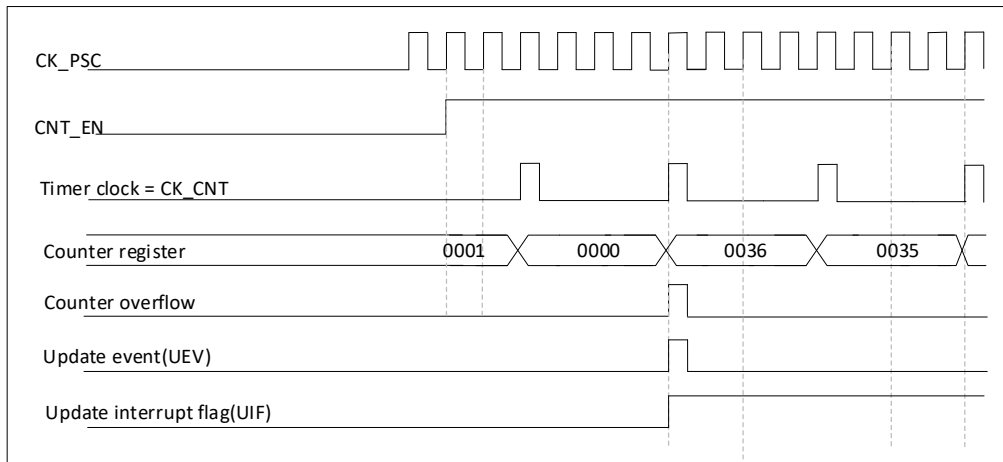 CK_PSC
CNT_EN
Timer clock = CK_CNT
Counter register 0001 0000 0036 0035
Counter overflow
Update event(UEV)
Update interrupt flag(UIF)